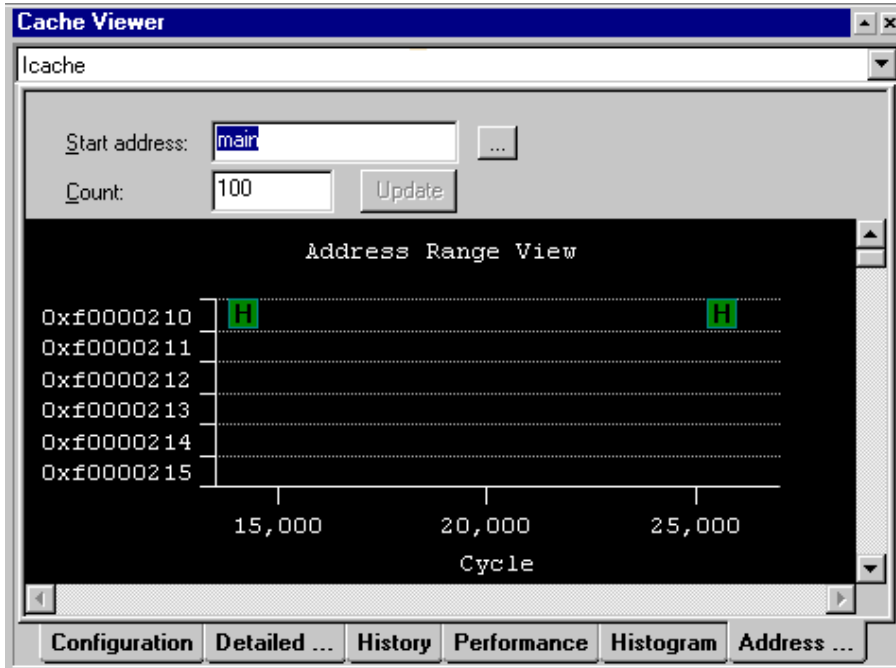 Cache Viewer
Icache
Start address: main ...
Count: 100 Update
Address Range View
0xf0000210 H H
0xf0000211
0xf0000212
0xf0000213
0xf0000214
0xf0000215
15,000 20,000 25,000
Cycle
Configuration Detailed ... History Performance Histogram Address ...